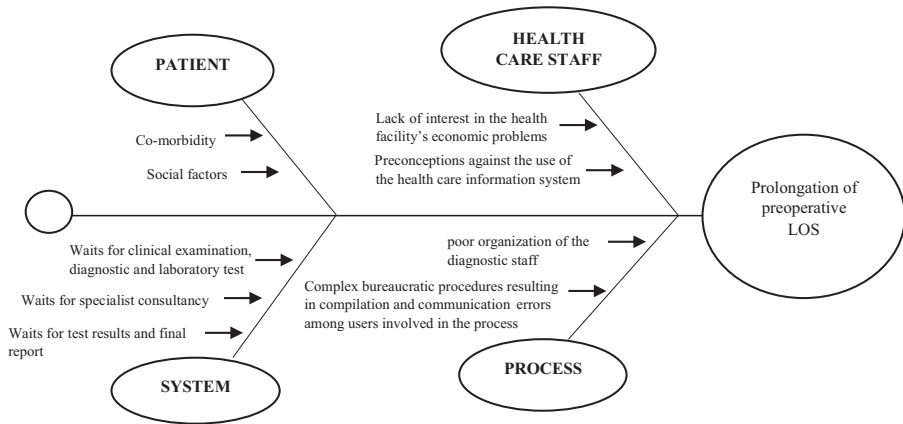 PATIENT
Co-morbidity
Social factors
HEALTH
CARE STAFF
Lack of interest in the health
facility's economic problems
Preconceptions against the use of
the health care information system
Prolongation of
preoperative
LOS
Waits for clinical examination,
diagnostic and laboratory test
Waits for specialist consultancy
Waits for test results and final
report
SYSTEM
poor organization of the
diagnostic staff
Complex bureaucratic procedures resulting
in compilation and communication errors
among users involved in the process
PROCESS